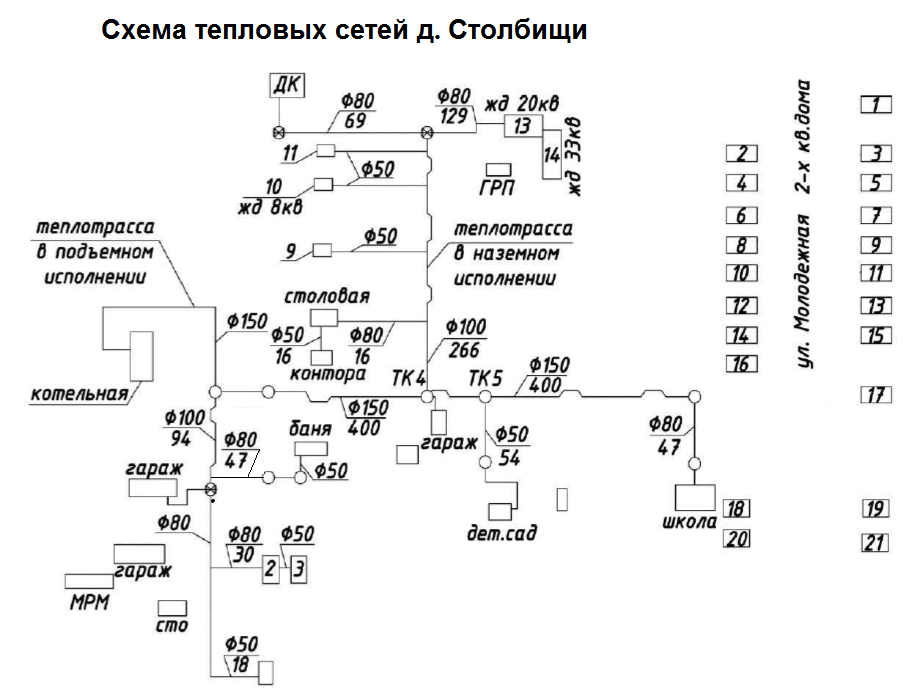 Схема тепловых сетей д. Столбищи
ДК
Ф80
69
Ф80
129
жд 20кв
13
14
жд 33кв
11
Ф50
10
жд 8кв
ГРП
9
Ф50
теплотрасса
в подъемном
исполнении
теплотрасса
в наземном
исполнении
столовая
Ф150
Ф50
16
Ф80
16
Ф100
266
контора
котельная
ТК4
ТК5
Ф150
400
Ф150
400
Ф100
94
Ф80
47
баня
Ф50
гараж
Ф50
54
Ф80
47
гараж
дет.сад
школа
Ф80
Ф80
30
Ф50
2
3
гараж
МРМ
сто
Ф50
18
ул. Молодежная 2-х кв.дома
1
2
3
4
5
6
7
8
9
10
11
12
13
14
15
16
17
18
19
20
21